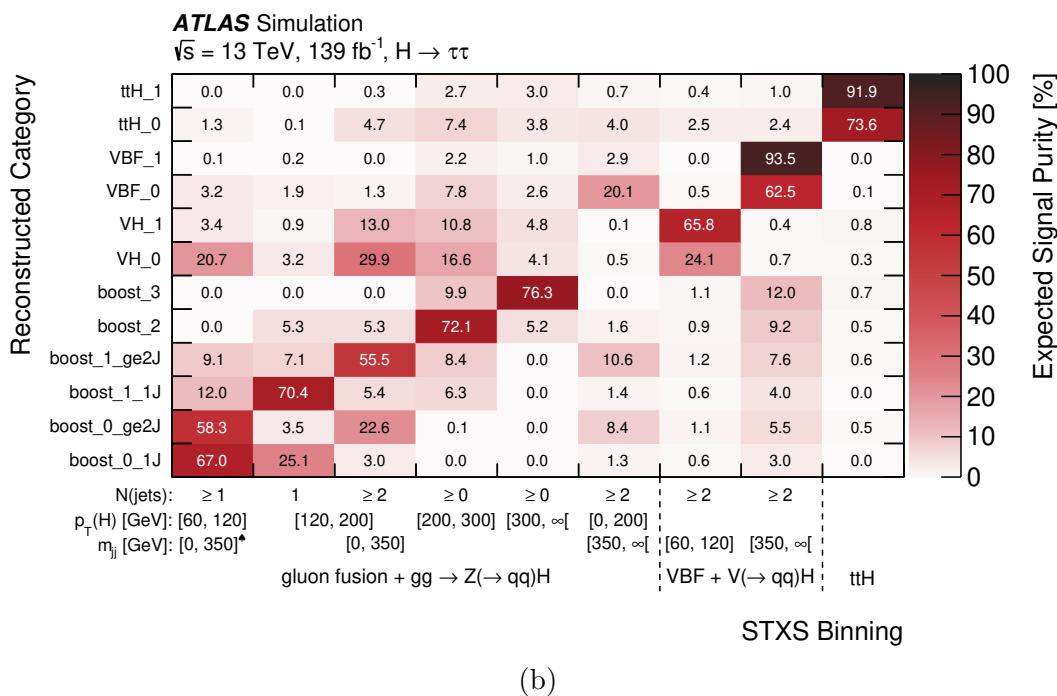 ATLAS Simulation
√s = 13 TeV, 139 fb⁻¹, H → ττ
Reconstructed Category
ttH_1 0.0 0.0 0.3 2.7 3.0 0.7 0.4 1.0 91.9
ttH_0 1.3 0.1 4.7 7.4 3.8 4.0 2.5 2.4 73.6
VBF_1 0.1 0.2 0.0 2.2 1.0 2.9 0.0 93.5 0.0
VBF_0 3.2 1.9 1.3 7.8 2.6 20.1 0.5 62.5 0.1
VH_1 3.4 0.9 13.0 10.8 4.8 0.1 65.8 0.4 0.8
VH_0 20.7 3.2 29.9 16.6 4.1 0.5 24.1 0.7 0.3
boost_3 0.0 0.0 0.0 9.9 76.3 0.0 1.1 12.0 0.7
boost_2 0.0 5.3 5.3 72.1 5.2 1.6 0.9 9.2 0.5
boost_1_ge2J 9.1 7.1 55.5 8.4 0.0 10.6 1.2 7.6 0.6
boost_1_1J 12.0 70.4 5.4 6.3 0.0 1.4 0.6 4.0 0.0
boost_0_ge2J 58.3 3.5 22.6 0.1 0.0 8.4 1.1 5.5 0.5
boost_0_1J 67.0 25.1 3.0 0.0 0.0 1.3 0.6 3.0 0.0
100
90
80
70
60
50
40
30
20
10
0
Expected Signal Purity [%]
N(jets): ≥ 1 1 ≥ 2 ≥ 0 ≥ 0 ≥ 2 ≥ 2 ≥ 2
p_T(H) [GeV]: [60, 120] [120, 200] [200, 300] [300, ∞[ [0, 200]
m_jj [GeV]: [0, 350]♠ [0, 350] [350, ∞[ [60, 120] [350, ∞[
gluon fusion + gg → Z(→ qq)H VBF + V(→ qq)H ttH
STXS Binning
(b)